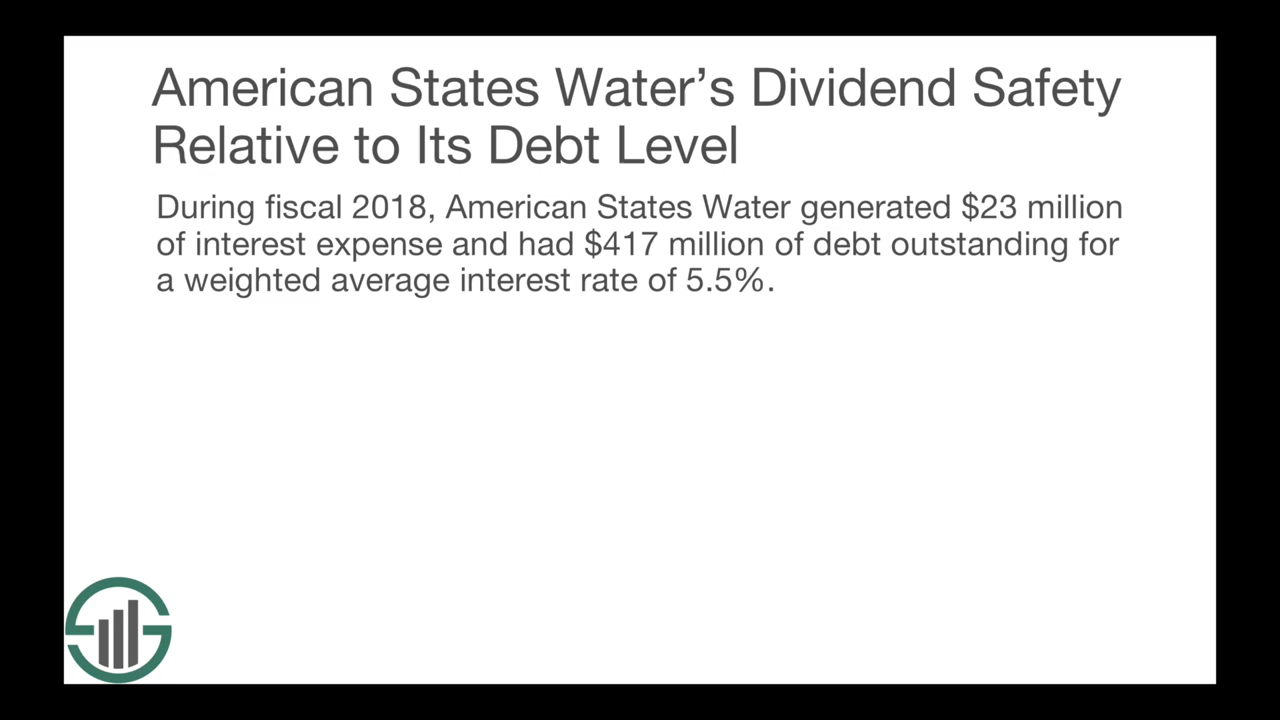 American States Water’s Dividend Safety
Relative to Its Debt Level
During fiscal 2018, American States Water generated $23 million
of interest expense and had $417 million of debt outstanding for
a weighted average interest rate of 5.5%.